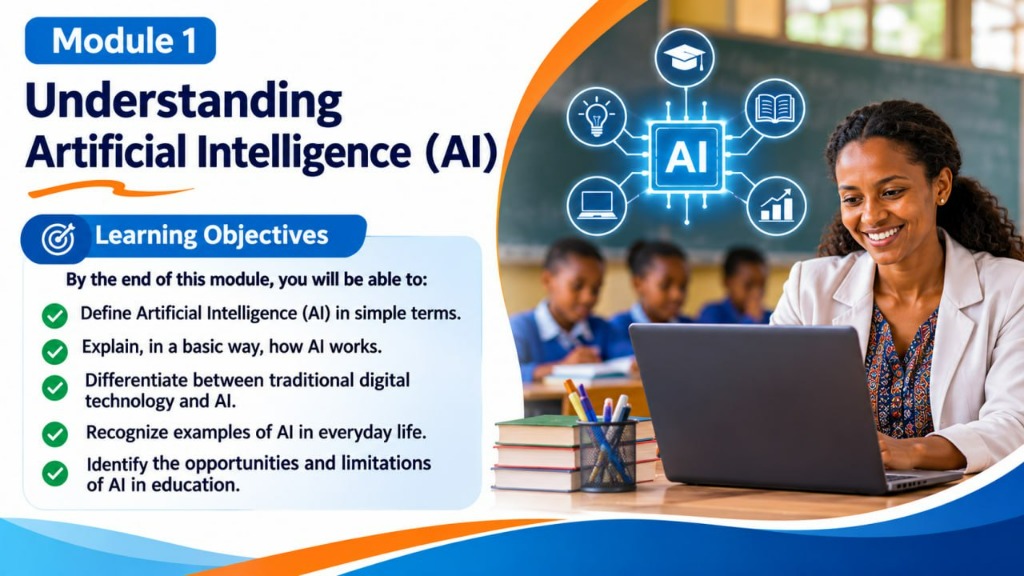 Module 1
Understanding
Artificial Intelligence (AI)
Learning Objectives
By the end of this module, you will be able to:
Define Artificial Intelligence (AI) in simple terms.
Explain, in a basic way, how AI works.
Differentiate between traditional digital
technology and AI.
Recognize examples of AI in everyday life.
Identify the opportunities and limitations
of AI in education.
AI